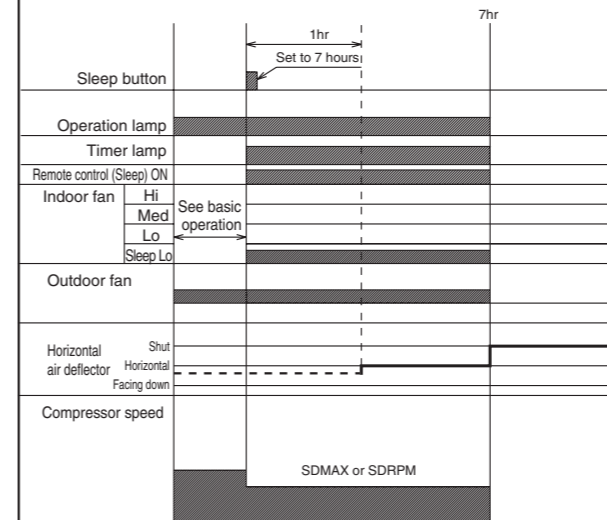 7hr
1hr
Set to 7 hours
Sleep button
Operation lamp
Timer lamp
Remote control (Sleep) ON
Indoor fan
Hi
Med
Lo
Sleep Lo
See basic
operation
Outdoor fan
Horizontal
air deflector
Shut
Horizontal
Facing down
Compressor speed
SDMAX or SDRPM